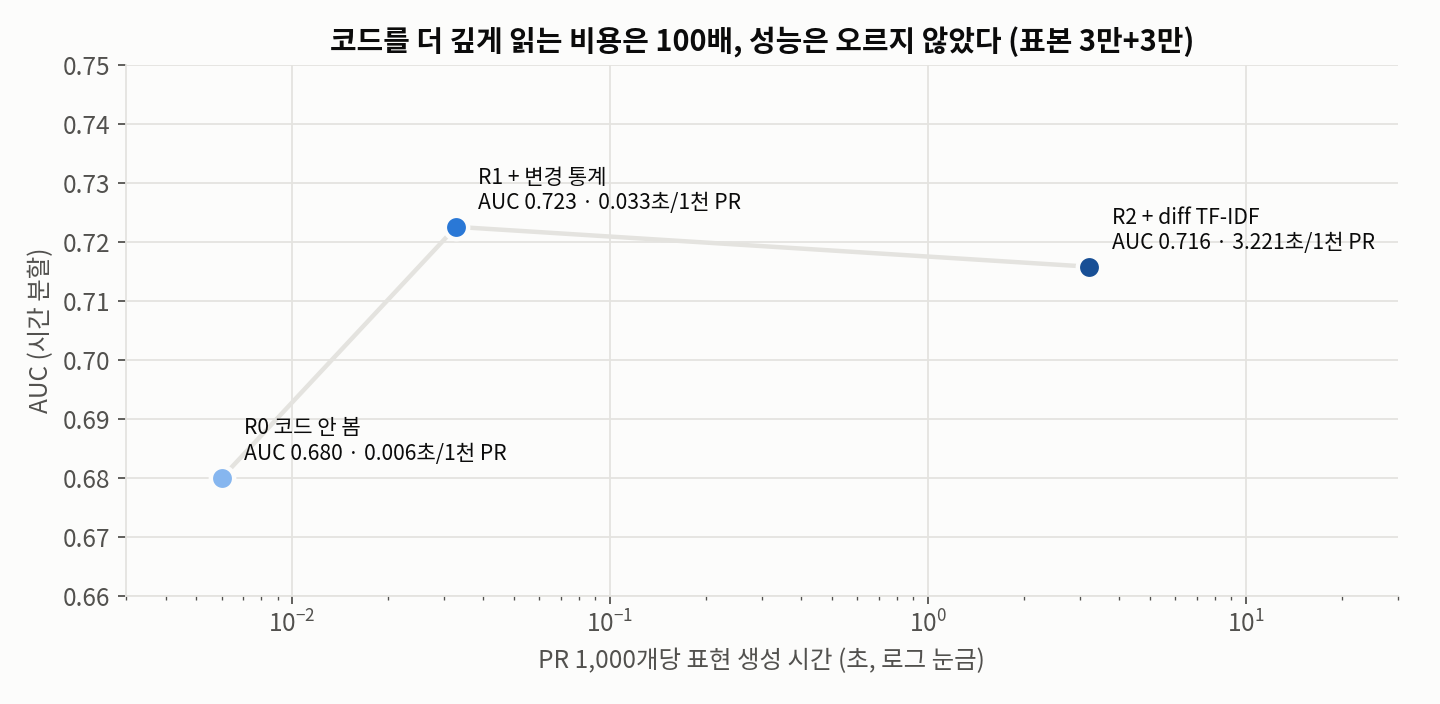 코드를 더 깊게 읽는 비용은 100배, 성능은 오르지 않았다 (표본 3만+3만)
AUC (시간 분할)
0.75
0.74
0.73
0.72
0.71
0.70
0.69
0.68
0.67
0.66
R1 + 변경 통계
AUC 0.723 · 0.033초/1천 PR
R2 + diff TF-IDF
AUC 0.716 · 3.221초/1천 PR
R0 코드 안 봄
AUC 0.680 · 0.006초/1천 PR
10⁻² 10⁻¹ 10⁰ 10¹
PR 1,000개당 표현 생성 시간 (초, 로그 눈금)